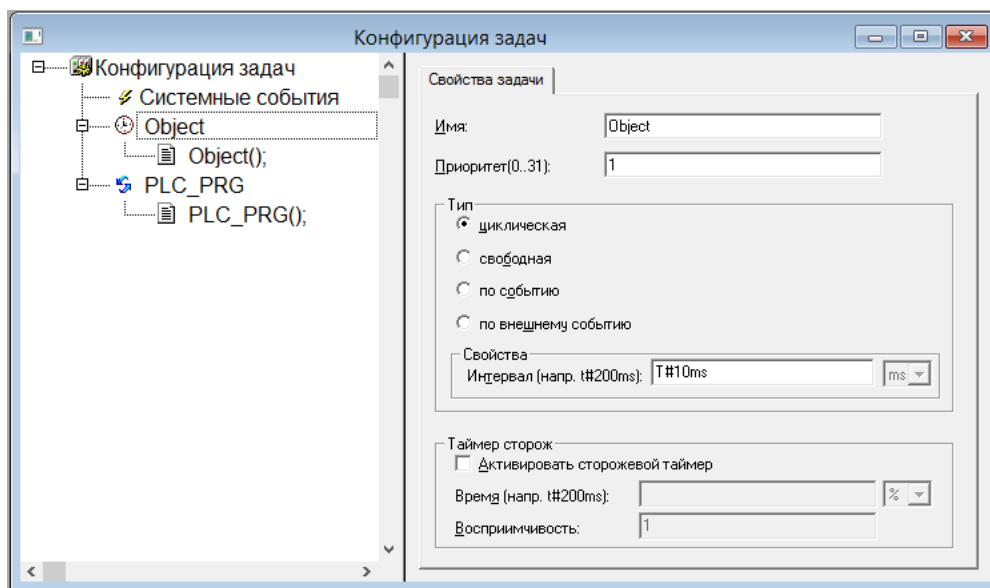 Конфигурация задач
Конфигурация задач
Системные события
Object
Object();
PLC_PRG
PLC_PRG();
Свойства задачи
Имя: Object
Приоритет(0..31): 1
Тип
циклическая
свободная
по событию
по внешнему событию
Свойства
Интервал (напр. t#200ms): T#10ms ms
Таймер сторож
Активировать сторожевой таймер
Время (напр. t#200ms): %
Восприимчивость: 1